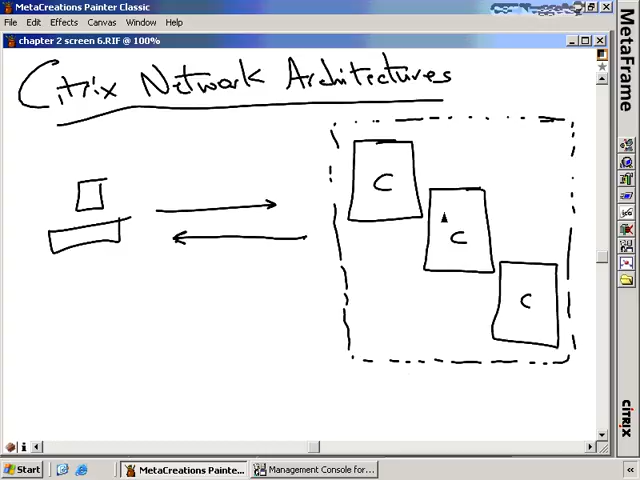 MetaCreations Painter Classic
File Edit Effects Canvas Window Help
chapter 2 screen 6.RIF @ 100%
Citrix Network Architectures
C
C
C
MetaFrame
CITRIX
Start
MetaCreations Painte...
Management Console for...